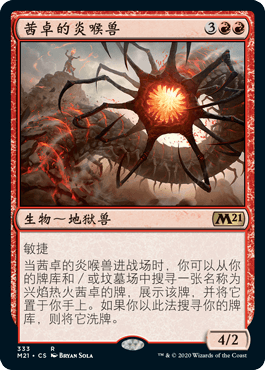 茜卓的炎喉兽 3
M21
生物～地狱兽
敏捷
当茜卓的炎喉兽进战场时，你可以从你
的牌库和／或坟墓场中搜寻一张名称为
兴焰热火茜卓的牌，展示该牌，并将它
置于你手上。如果你以此法搜寻你的牌
库，则将它洗牌。
4/2
333 R
M21 • CS BRYAN SOLA
™ & © 2020 Wizards of the Coast